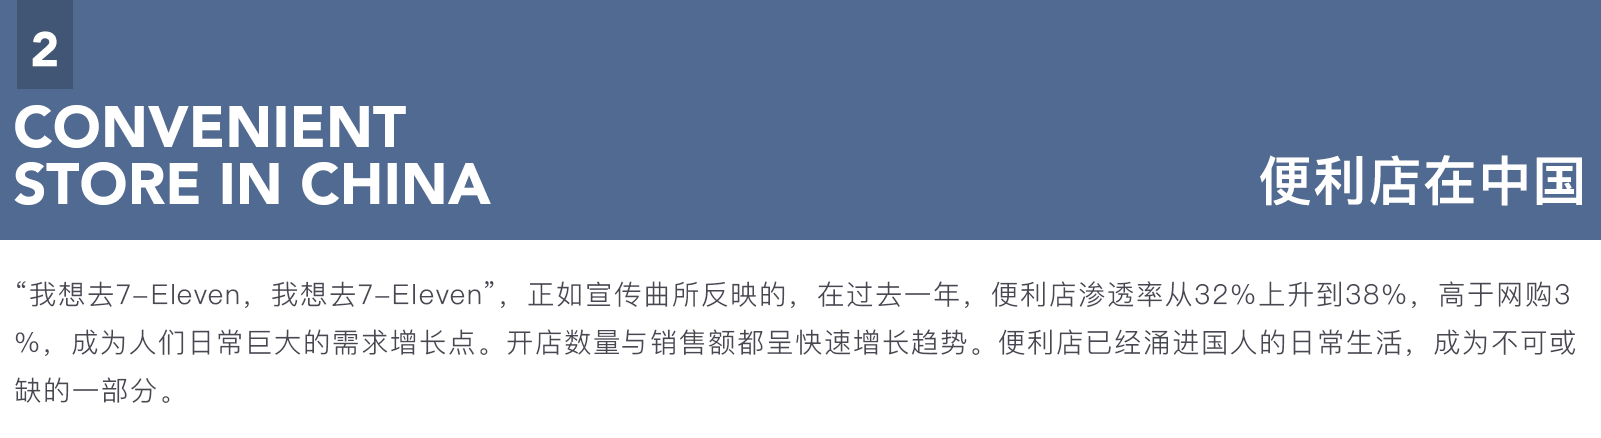 2
CONVENIENT
STORE IN CHINA
便利店在中国
“我想去7-Eleven，我想去7-Eleven”，正如宣传曲所反映的，在过去一年，便利店渗透率从32%上升到38%，高于网购3
%，成为人们日常巨大的需求增长点。开店数量与销售额都呈快速增长趋势。便利店已经涌进国人的日常生活，成为不可或
缺的一部分。